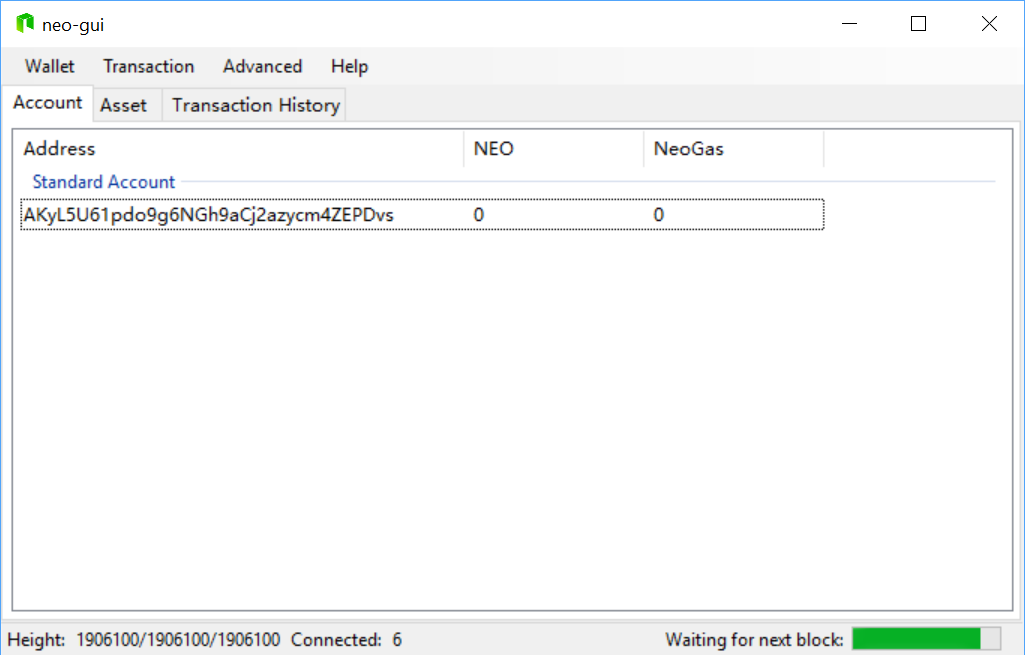 neo-gui
Wallet Transaction Advanced Help
Account Asset Transaction History
Address NEO NeoGas
Standard Account
AKyL5U61pdo9g6NGh9aCj2azycm4ZEPDvs 0 0
Height: 1906100/1906100/1906100 Connected: 6 Waiting for next block: